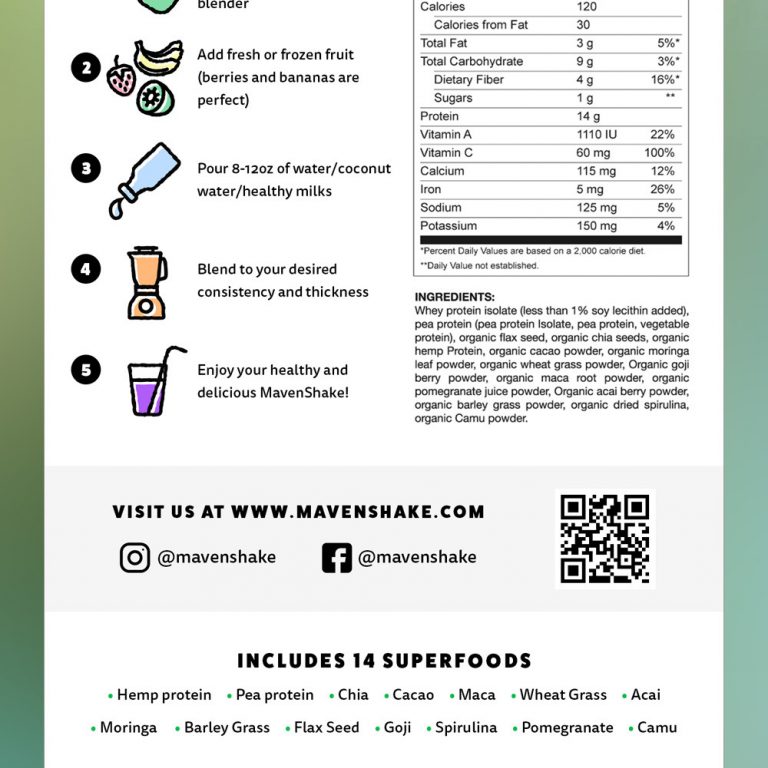 blender
2
Add fresh or frozen fruit
(berries and bananas are
perfect)
3
Pour 8-12oz of water/coconut
water/healthy milks
4
Blend to your desired
consistency and thickness
5
Enjoy your healthy and
delicious MavenShake!
Calories 120
Calories from Fat 30
Total Fat 3 g 5%*
Total Carbohydrate 9 g 3%*
Dietary Fiber 4 g 16%*
Sugars 1 g **
Protein 14 g
Vitamin A 1110 IU 22%
Vitamin C 60 mg 100%
Calcium 115 mg 12%
Iron 5 mg 26%
Sodium 125 mg 5%
Potassium 150 mg 4%
*Percent Daily Values are based on a 2,000 calorie diet.
**Daily Value not established.
INGREDIENTS:
Whey protein isolate (less than 1% soy lecithin added),
pea protein (pea protein Isolate, pea protein, vegetable
protein), organic flax seed, organic chia seeds, organic
hemp Protein, organic cacao powder, organic moringa
leaf powder, organic wheat grass powder, Organic goji
berry powder, organic maca root powder, organic
pomegranate juice powder, Organic acai berry powder,
organic barley grass powder, organic dried spirulina,
organic Camu powder.
VISIT US AT WWW.MAVENSHAKE.COM
@mavenshake @mavenshake
INCLUDES 14 SUPERFOODS
• Hemp protein • Pea protein • Chia • Cacao • Maca • Wheat Grass • Acai
• Moringa • Barley Grass • Flax Seed • Goji • Spirulina • Pomegranate • Camu